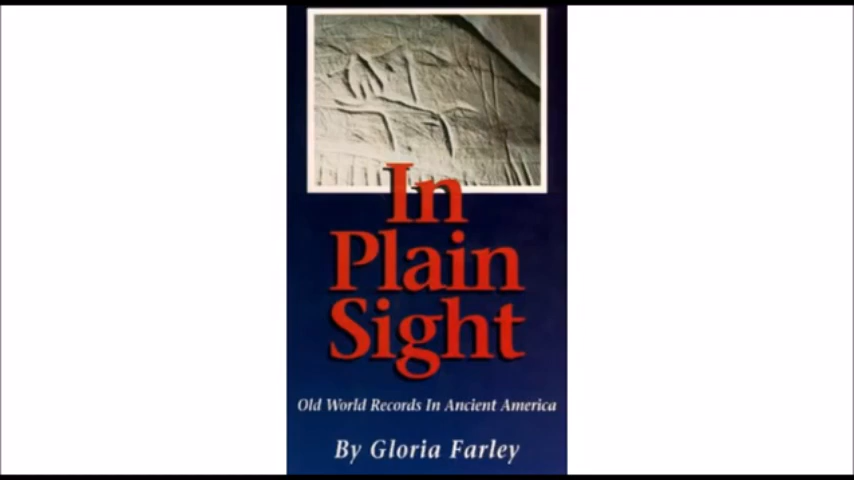 In
Plain
Sight
Old World Records In Ancient America
By Gloria Farley